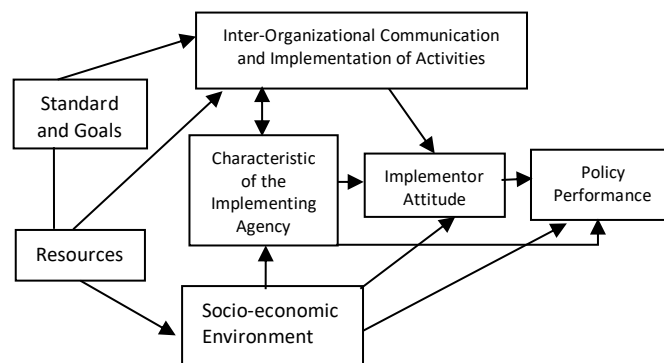 Inter-Organizational Communication
and Implementation of Activities
Standard
and Goals
Characteristic
of the
Implementing
Agency
Implementor
Attitude
Policy
Performance
Resources
Socio-economic
Environment